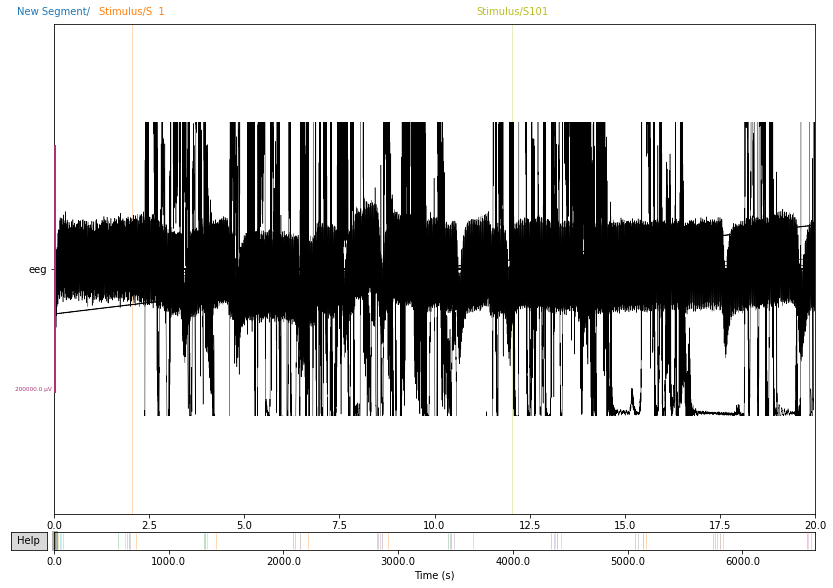 New Segment/ Stimulus/S  1 Stimulus/S101
eeg
200000.0 µV
0.0 2.5 5.0 7.5 10.0 12.5 15.0 17.5 20.0
Help
0.0 1000.0 2000.0 3000.0 4000.0 5000.0 6000.0
Time (s)